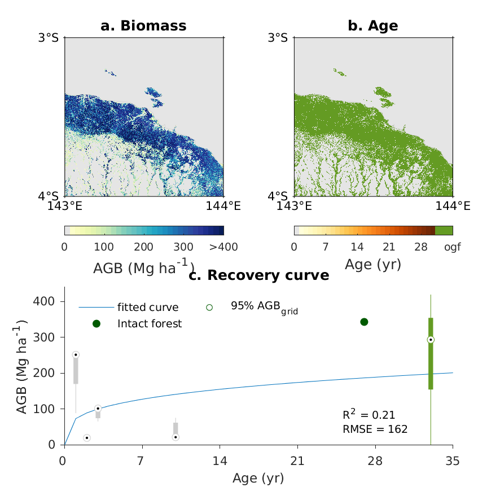 a. Biomass
b. Age
3°S
3°S
4°S
4°S
143°E 144°E
143°E 144°E
0 100 200 300 >400
0 7 14 21 28 ogf
AGB (Mg ha⁻¹)
Age (yr)
c. Recovery curve
400
300
200
100
0
AGB (Mg ha⁻¹)
fitted curve
95% AGB_grid
Intact forest
R² = 0.21
RMSE = 162
0 7 14 21 28 35
Age (yr)